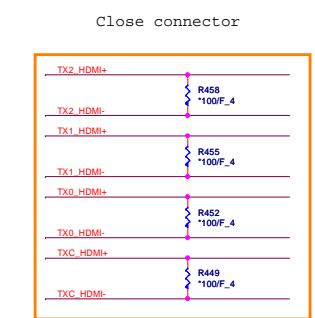 Close connector
TX2_HDMI+
R458
*100/F_4
TX2_HDMI-
TX1_HDMI+
R455
*100/F_4
TX1_HDMI-
TX0_HDMI+
R452
*100/F_4
TX0_HDMI-
TXC_HDMI+
R449
*100/F_4
TXC_HDMI-